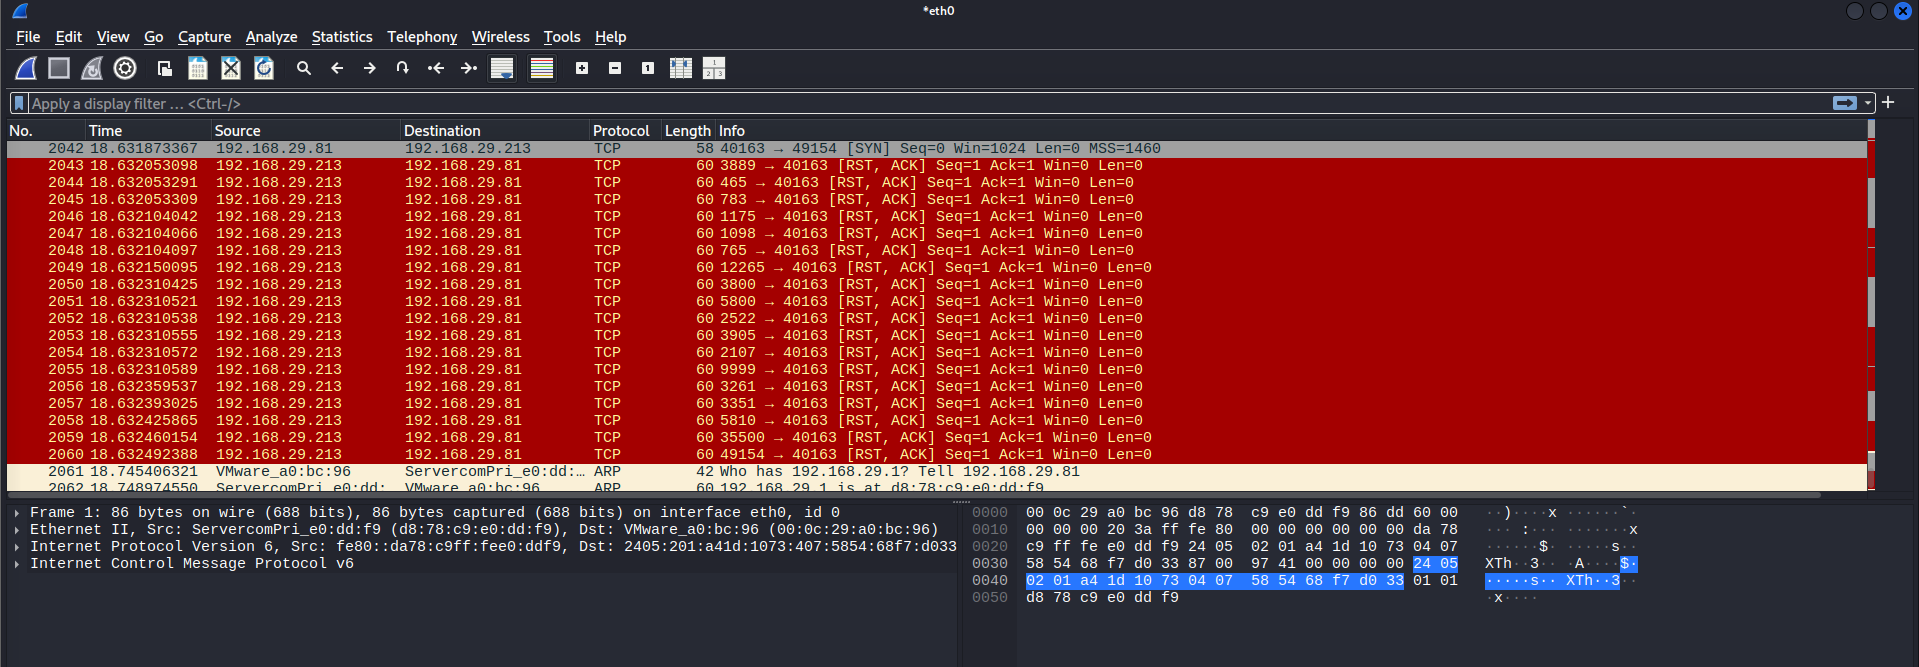 *eth0
File Edit View Go Capture Analyze Statistics Telephony Wireless Tools Help
Apply a display filter … <Ctrl-/>
No. Time Source Destination Protocol Length Info
2042 18.631873367 192.168.29.81 192.168.29.213 TCP 58 40163 → 49154 [SYN] Seq=0 Win=1024 Len=0 MSS=1460
2043 18.632053098 192.168.29.213 192.168.29.81 TCP 60 3889 → 40163 [RST, ACK] Seq=1 Ack=1 Win=0 Len=0
2044 18.632053291 192.168.29.213 192.168.29.81 TCP 60 465 → 40163 [RST, ACK] Seq=1 Ack=1 Win=0 Len=0
2045 18.632053309 192.168.29.213 192.168.29.81 TCP 60 783 → 40163 [RST, ACK] Seq=1 Ack=1 Win=0 Len=0
2046 18.632104042 192.168.29.213 192.168.29.81 TCP 60 1175 → 40163 [RST, ACK] Seq=1 Ack=1 Win=0 Len=0
2047 18.632104066 192.168.29.213 192.168.29.81 TCP 60 1098 → 40163 [RST, ACK] Seq=1 Ack=1 Win=0 Len=0
2048 18.632104097 192.168.29.213 192.168.29.81 TCP 60 765 → 40163 [RST, ACK] Seq=1 Ack=1 Win=0 Len=0
2049 18.632150095 192.168.29.213 192.168.29.81 TCP 60 12265 → 40163 [RST, ACK] Seq=1 Ack=1 Win=0 Len=0
2050 18.632310425 192.168.29.213 192.168.29.81 TCP 60 3800 → 40163 [RST, ACK] Seq=1 Ack=1 Win=0 Len=0
2051 18.632310521 192.168.29.213 192.168.29.81 TCP 60 5800 → 40163 [RST, ACK] Seq=1 Ack=1 Win=0 Len=0
2052 18.632310538 192.168.29.213 192.168.29.81 TCP 60 2522 → 40163 [RST, ACK] Seq=1 Ack=1 Win=0 Len=0
2053 18.632310555 192.168.29.213 192.168.29.81 TCP 60 3905 → 40163 [RST, ACK] Seq=1 Ack=1 Win=0 Len=0
2054 18.632310572 192.168.29.213 192.168.29.81 TCP 60 2107 → 40163 [RST, ACK] Seq=1 Ack=1 Win=0 Len=0
2055 18.632310589 192.168.29.213 192.168.29.81 TCP 60 9999 → 40163 [RST, ACK] Seq=1 Ack=1 Win=0 Len=0
2056 18.632359537 192.168.29.213 192.168.29.81 TCP 60 3261 → 40163 [RST, ACK] Seq=1 Ack=1 Win=0 Len=0
2057 18.632393025 192.168.29.213 192.168.29.81 TCP 60 3351 → 40163 [RST, ACK] Seq=1 Ack=1 Win=0 Len=0
2058 18.632425865 192.168.29.213 192.168.29.81 TCP 60 5810 → 40163 [RST, ACK] Seq=1 Ack=1 Win=0 Len=0
2059 18.632460154 192.168.29.213 192.168.29.81 TCP 60 35500 → 40163 [RST, ACK] Seq=1 Ack=1 Win=0 Len=0
2060 18.632492388 192.168.29.213 192.168.29.81 TCP 60 49154 → 40163 [RST, ACK] Seq=1 Ack=1 Win=0 Len=0
2061 18.745406321 VMware_a0:bc:96 ServercomPri_e0:dd:… ARP 42 Who has 192.168.29.1? Tell 192.168.29.81
2062 18.748974550 ServercomPri_e0:dd: VMware_a0:bc:96 ARP 60 192.168.29.1 is at d8:78:c9:e0:dd:f9
Frame 1: 86 bytes on wire (688 bits), 86 bytes captured (688 bits) on interface eth0, id 0
Ethernet II, Src: ServercomPri_e0:dd:f9 (d8:78:c9:e0:dd:f9), Dst: VMware_a0:bc:96 (00:0c:29:a0:bc:96)
Internet Protocol Version 6, Src: fe80::da78:c9ff:fee0:ddf9, Dst: 2405:201:a41d:1073:407:5854:68f7:d033
Internet Control Message Protocol v6
0000 00 0c 29 a0 bc 96 d8 78 c9 e0 dd f9 86 dd 60 00 ··)····x ······`·
0010 00 00 00 20 3a ff fe 80 00 00 00 00 00 00 da 78 ··· :··· ·······x
0020 c9 ff fe e0 dd f9 24 05 02 01 a4 1d 10 73 04 07 ······$· ·····s··
0030 58 54 68 f7 d0 33 87 00 97 41 00 00 00 00 24 05 XTh··3·· ·A····$·
0040 02 01 a4 1d 10 73 04 07 58 54 68 f7 d0 33 01 01 ·····s·· XTh··3··
0050 d8 78 c9 e0 dd f9 ·x····